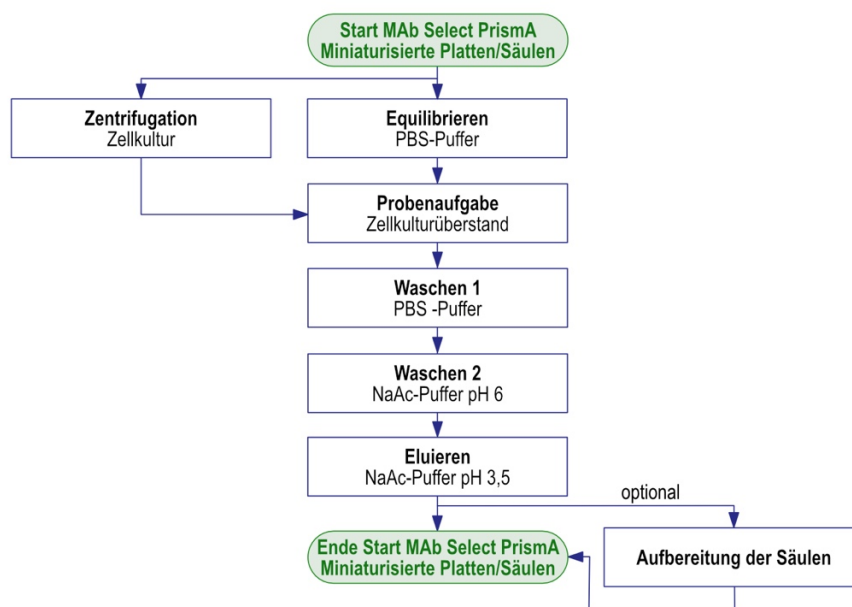 Start MAb Select PrismA
Miniaturisierte Platten/Säulen
Zentrifugation
Zellkultur
Equilibrieren
PBS-Puffer
Probenaufgabe
Zellkulturüberstand
Waschen 1
PBS -Puffer
Waschen 2
NaAc-Puffer pH 6
Eluieren
NaAc-Puffer pH 3,5
optional
Ende Start MAb Select PrismA
Miniaturisierte Platten/Säulen
Aufbereitung der Säulen